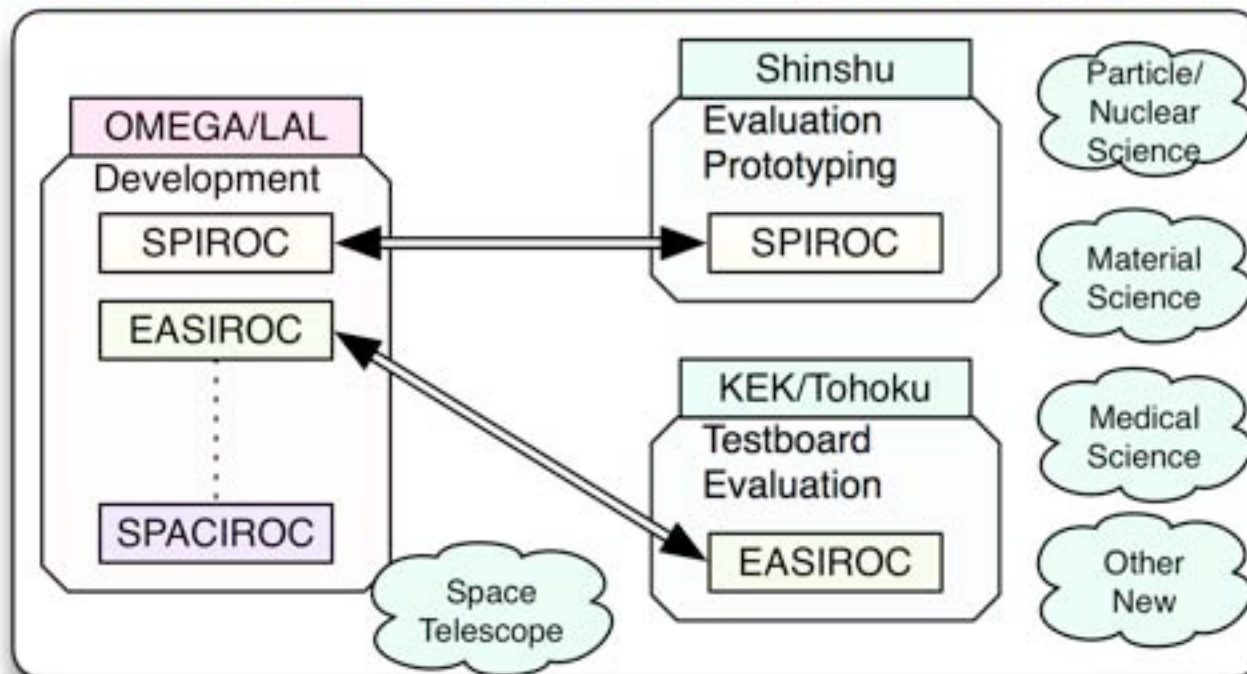 OMEGA/LAL
Development
SPIROC
EASIROC
SPACIROC
Space
Telescope
Shinshu
Evaluation
Prototyping
SPIROC
KEK/Tohoku
Testboard
Evaluation
EASIROC
Particle/
Nuclear
Science
Material
Science
Medical
Science
Other
New